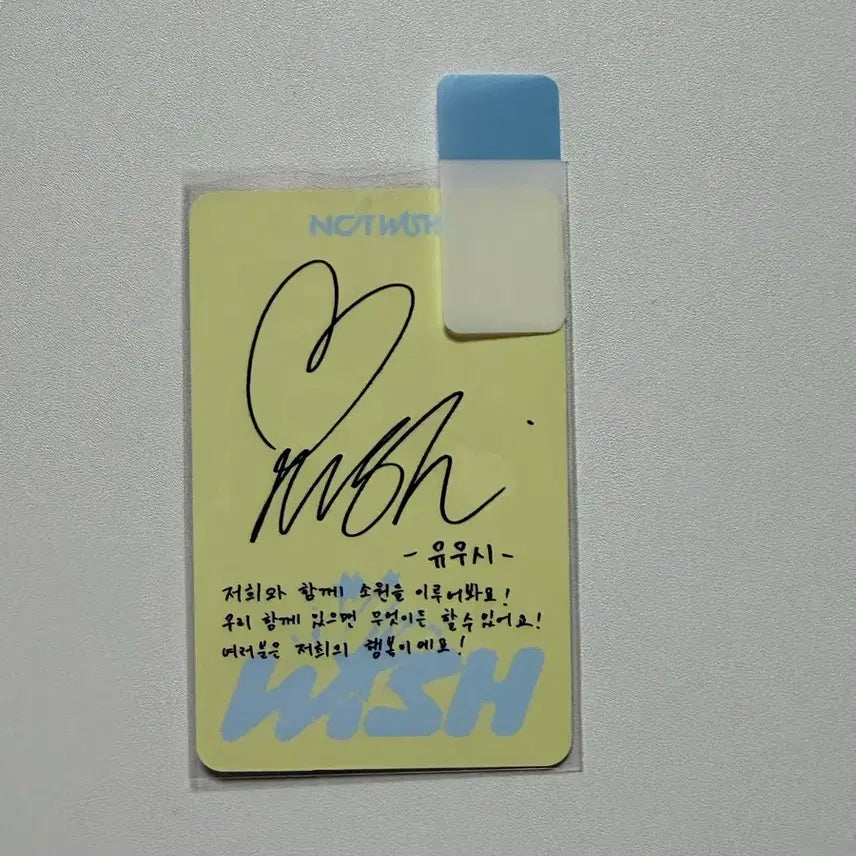 NCT WISH
Yushi
-유우시-
저희와 함께 소원을 이루어봐요!
우리 함께 있으면 무엇이든 할 수 있어요!
여러분은 저희의 행복이에요!
WISH